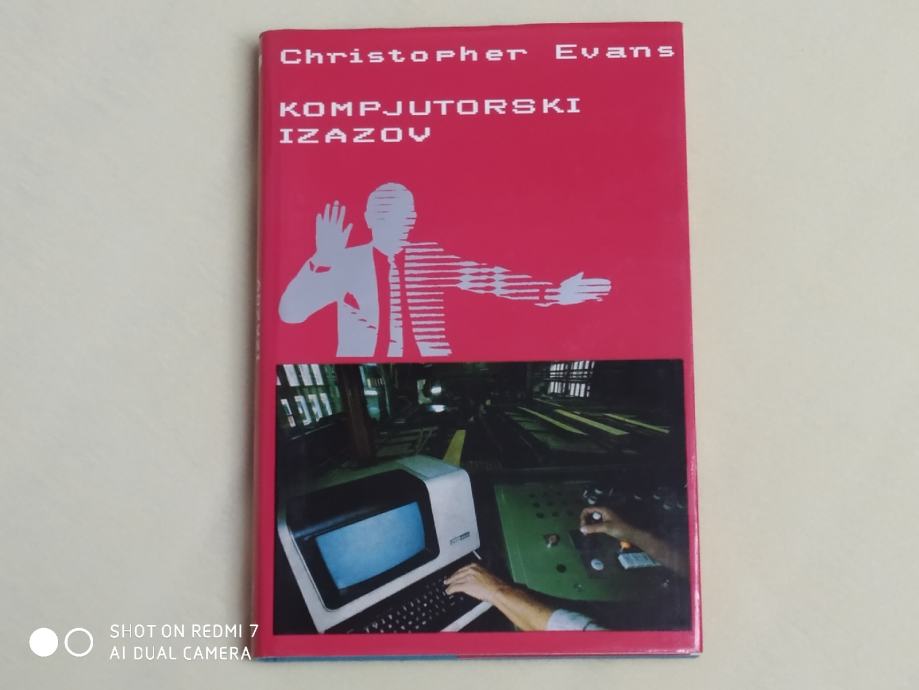 Christopher Evans
KOMPJUTORSKI
IZAZOV
SHOT ON REDMI 7
AI DUAL CAMERA